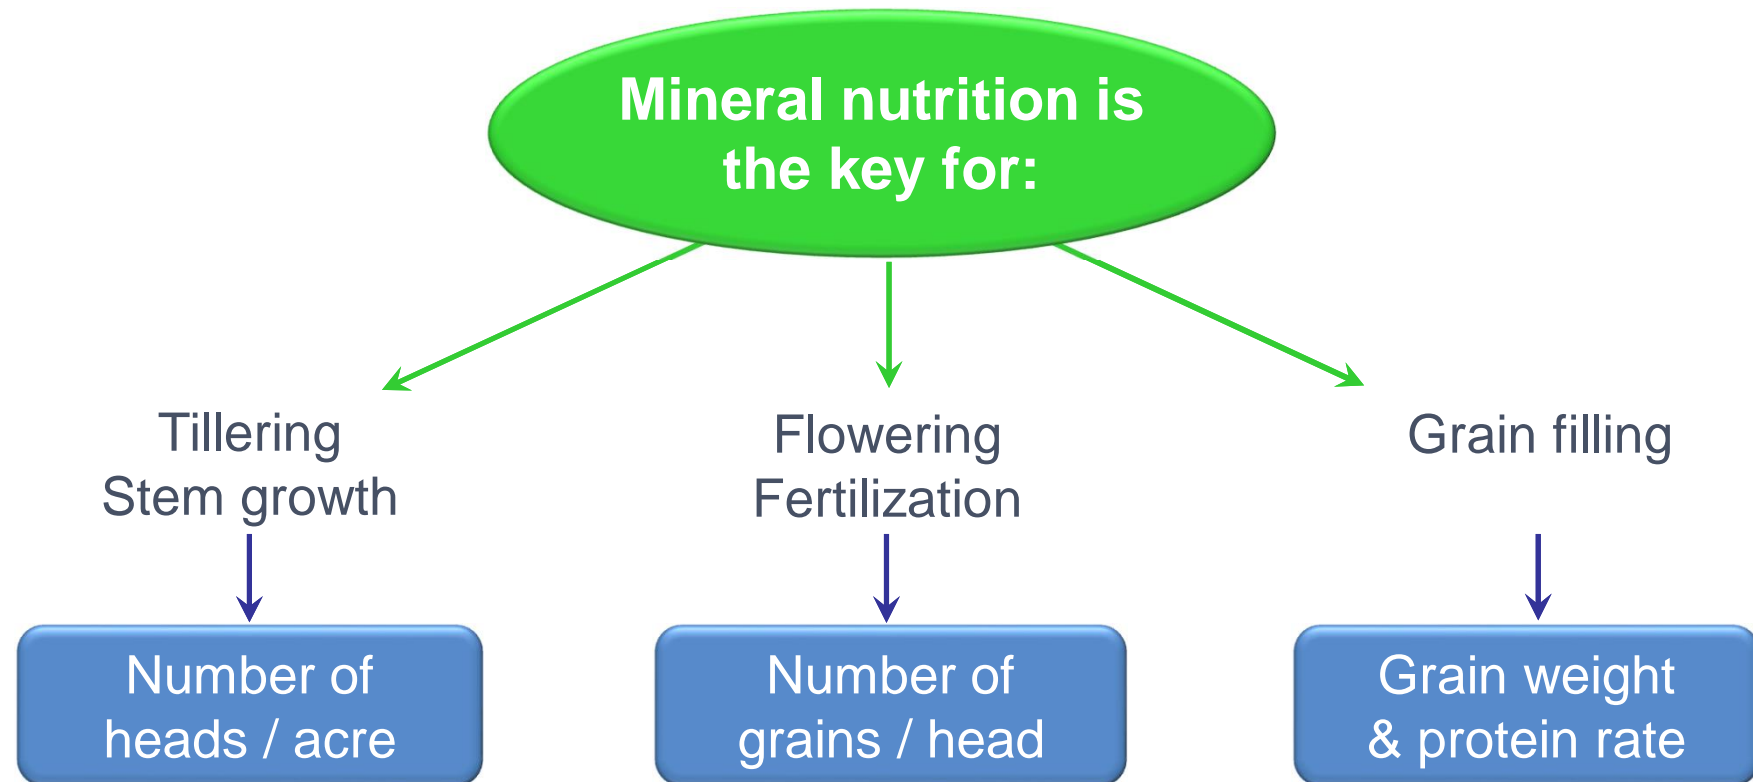 Mineral nutrition is
the key for:
Tillering
Stem growth
Flowering
Fertilization
Grain filling
Number of
heads / acre
Number of
grains / head
Grain weight
& protein rate